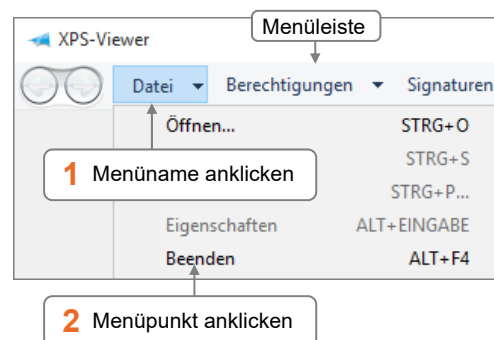 XPS-Viewer
Menüleiste
Datei Berechtigungen Signaturen
Öffnen... STRG+O
STRG+S
1 Menüname anklicken
STRG+P...
Eigenschaften ALT+EINGABE
Beenden ALT+F4
2 Menüpunkt anklicken